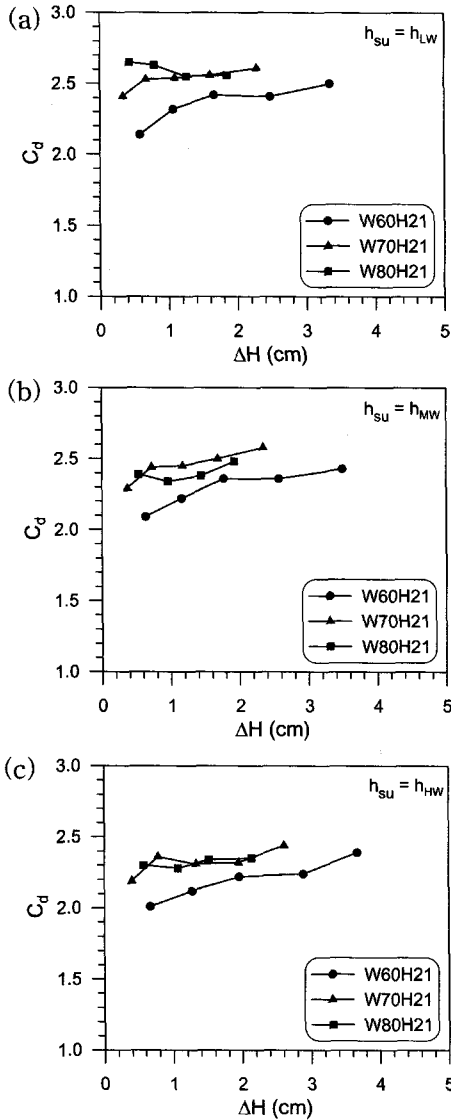 (a)
h_su = h_LW
3.0
2.5
2.0
1.5
1.0
C_d
W60H21
W70H21
W80H21
0 1 2 3 4 5
ΔH (cm)
(b)
h_su = h_MW
3.0
2.5
2.0
1.5
1.0
C_d
W60H21
W70H21
W80H21
0 1 2 3 4 5
ΔH (cm)
(c)
h_su = h_HW
3.0
2.5
2.0
1.5
1.0
C_d
W60H21
W70H21
W80H21
0 1 2 3 4 5
ΔH (cm)